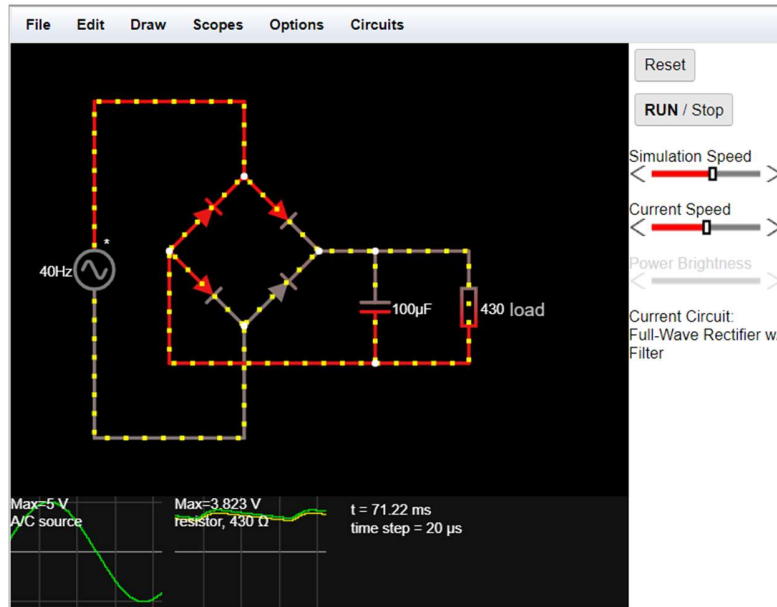 File Edit Draw Scopes Options Circuits
Reset
RUN / Stop
Simulation Speed
Current Speed
Power Brightness
Current Circuit:
Full-Wave Rectifier w.
Filter
*
40Hz
100μF
430 load
Max=5 V
A/C source
Max=3.823 V
resistor, 430 Ω
t = 71.22 ms
time step = 20 μs